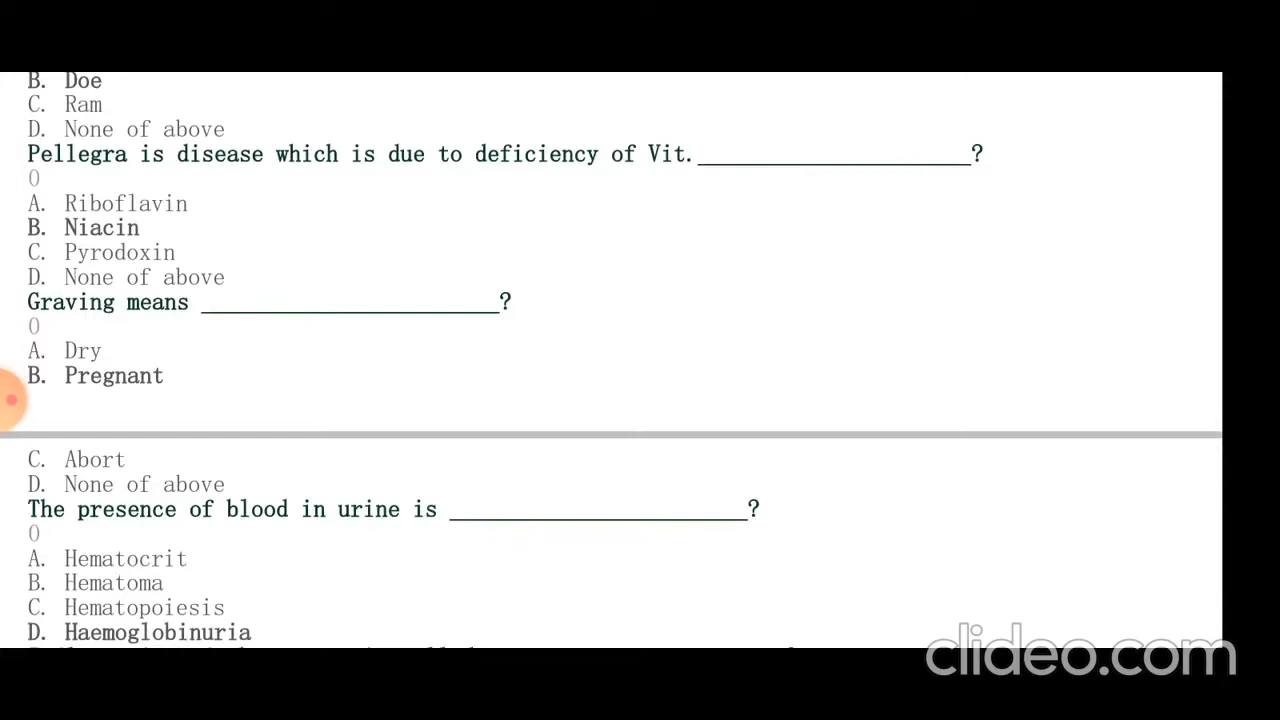 B. Doe
C. Ram
D. None of above
Pellegra is disease which is due to deficiency of Vit.______________________?
0
A. Riboflavin
B. Niacin
C. Pyrodoxin
D. None of above
Graving means ________________________?
0
A. Dry
B. Pregnant
C. Abort
D. None of above
The presence of blood in urine is ________________________?
0
A. Hematocrit
B. Hematoma
C. Hematopoiesis
D. Haemoglobinuria
clideo.com